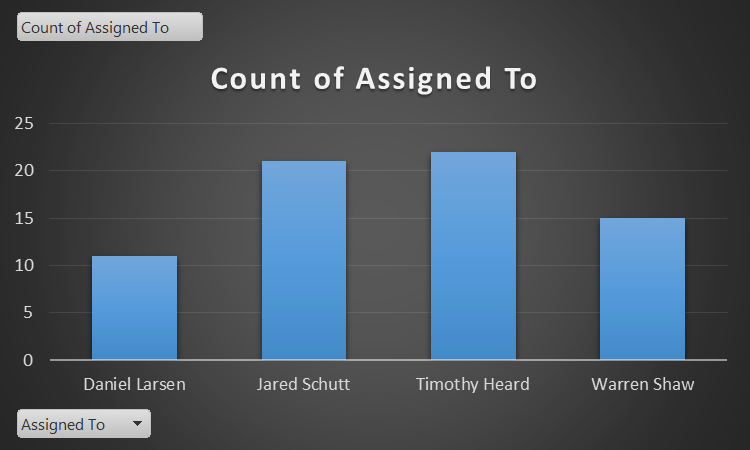 Count of Assigned To
Count of Assigned To
25
20
15
10
5
0
Daniel Larsen Jared Schutt Timothy Heard Warren Shaw
Assigned To